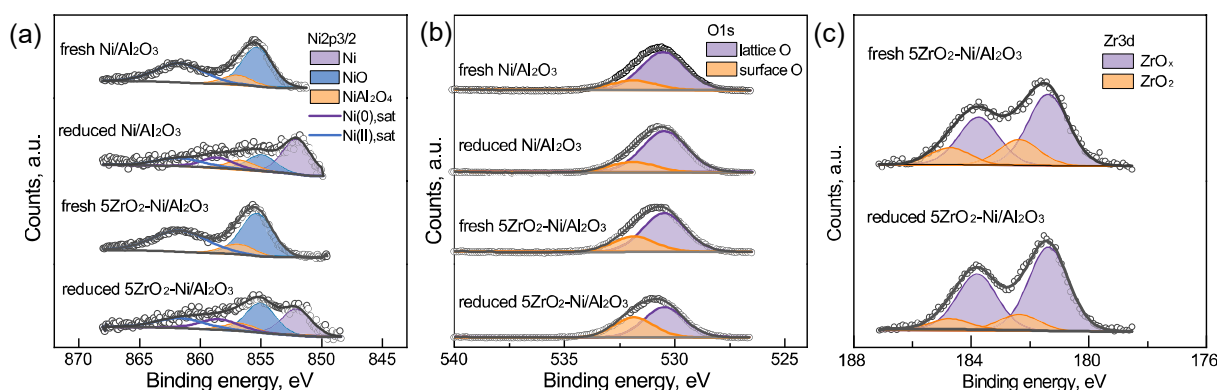 (a)
Ni2p3/2
fresh Ni/Al₂O₃
Ni
NiO
NiAl₂O₄
Ni(0),sat
Ni(II),sat
reduced Ni/Al₂O₃
fresh 5ZrO₂-Ni/Al₂O₃
reduced 5ZrO₂-Ni/Al₂O₃
Counts, a.u.
870 865 860 855 850 845
Binding energy, eV
(b)
O1s
lattice O
surface O
fresh Ni/Al₂O₃
reduced Ni/Al₂O₃
fresh 5ZrO₂-Ni/Al₂O₃
reduced 5ZrO₂-Ni/Al₂O₃
Counts, a.u.
540 535 530 525
Binding energy, eV
(c)
Zr3d
fresh 5ZrO₂-Ni/Al₂O₃
ZrOₓ
ZrO₂
reduced 5ZrO₂-Ni/Al₂O₃
Counts, a.u.
188 184 180 176
Binding energy, eV